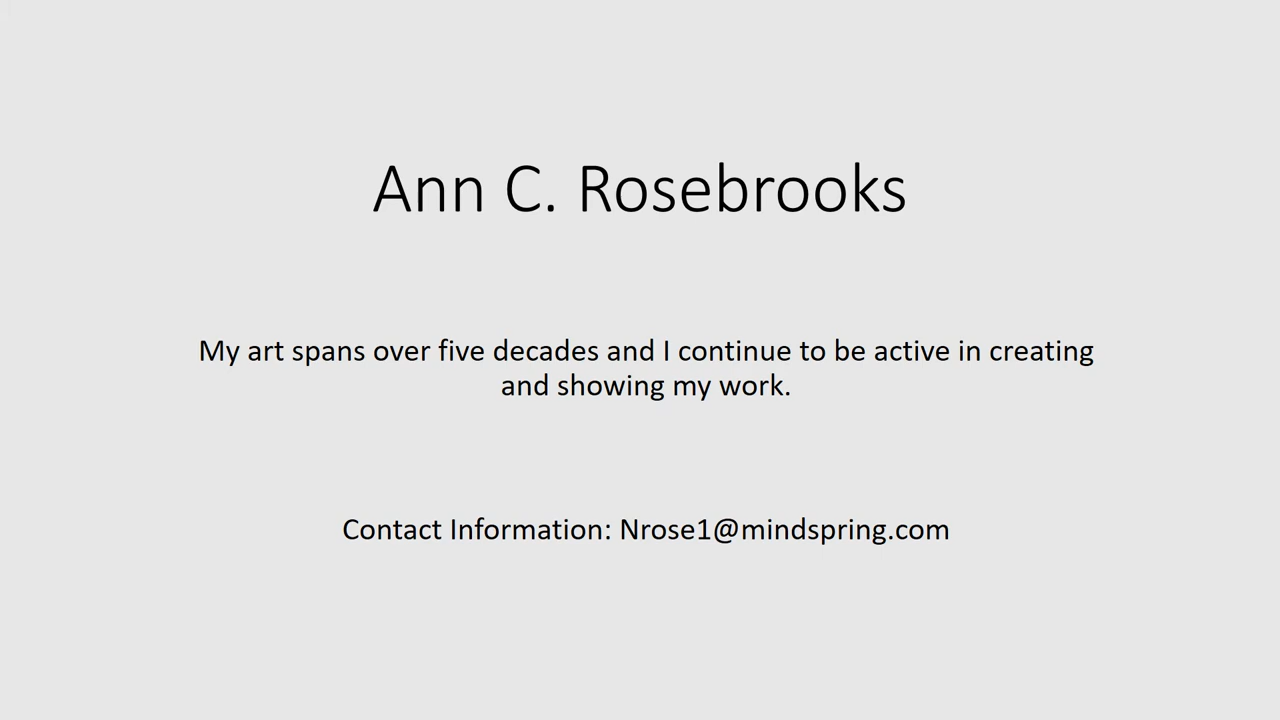 Ann C. Rosebrooks
My art spans over five decades and I continue to be active in creating
and showing my work.
Contact Information: Nrose1@mindspring.com